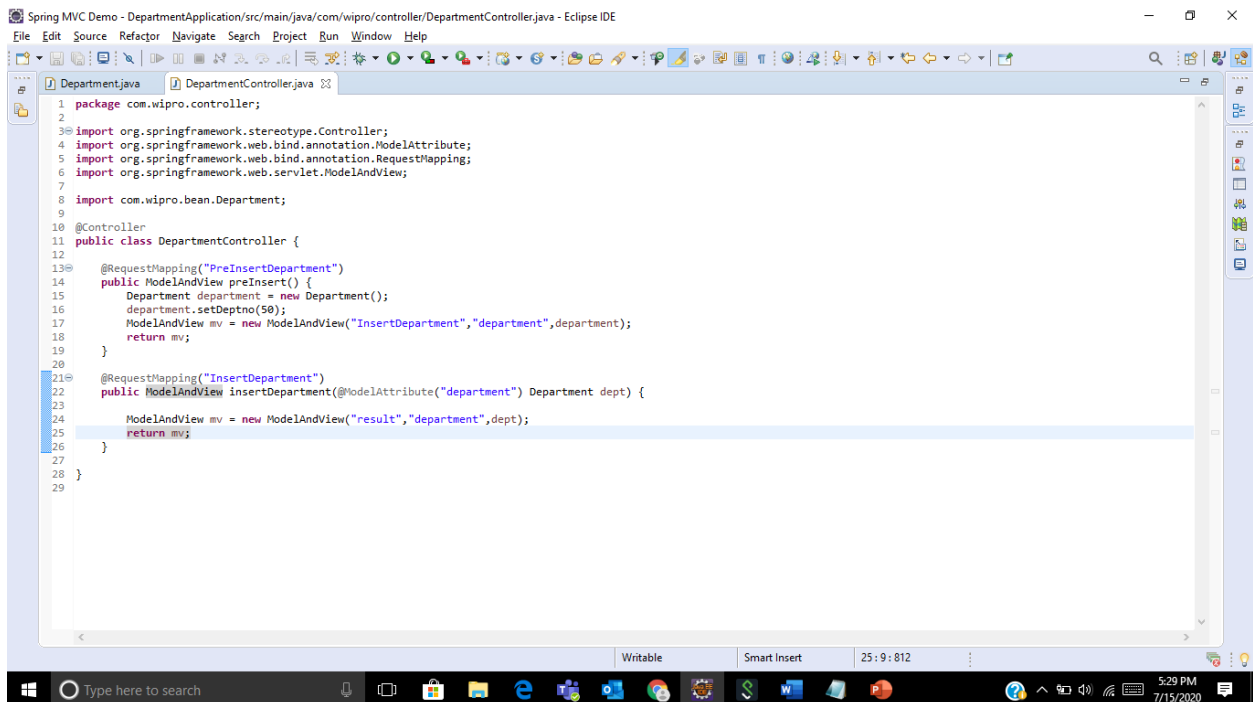 Spring MVC Demo - DepartmentApplication/src/main/java/com/wipro/controller/DepartmentController.java - Eclipse IDE
File Edit Source Refactor Navigate Search Project Run Window Help
Department.java DepartmentController.java
1 package com.wipro.controller;
2
3 import org.springframework.stereotype.Controller;
4 import org.springframework.web.bind.annotation.ModelAttribute;
5 import org.springframework.web.bind.annotation.RequestMapping;
6 import org.springframework.web.servlet.ModelAndView;
7
8 import com.wipro.bean.Department;
9
10 @Controller
11 public class DepartmentController {
12
13 @RequestMapping("PreInsertDepartment")
14 public ModelAndView preInsert() {
15 Department department = new Department();
16 department.setDeptno(50);
17 ModelAndView mv = new ModelAndView("InsertDepartment","department",department);
18 return mv;
19 }
20
21 @RequestMapping("InsertDepartment")
22 public ModelAndView insertDepartment(@ModelAttribute("department") Department dept) {
23
24 ModelAndView mv = new ModelAndView("result","department",dept);
25 return mv;
26 }
27
28 }
29
Writable Smart Insert 25 : 9 : 812
Type here to search
5:29 PM
7/15/2020